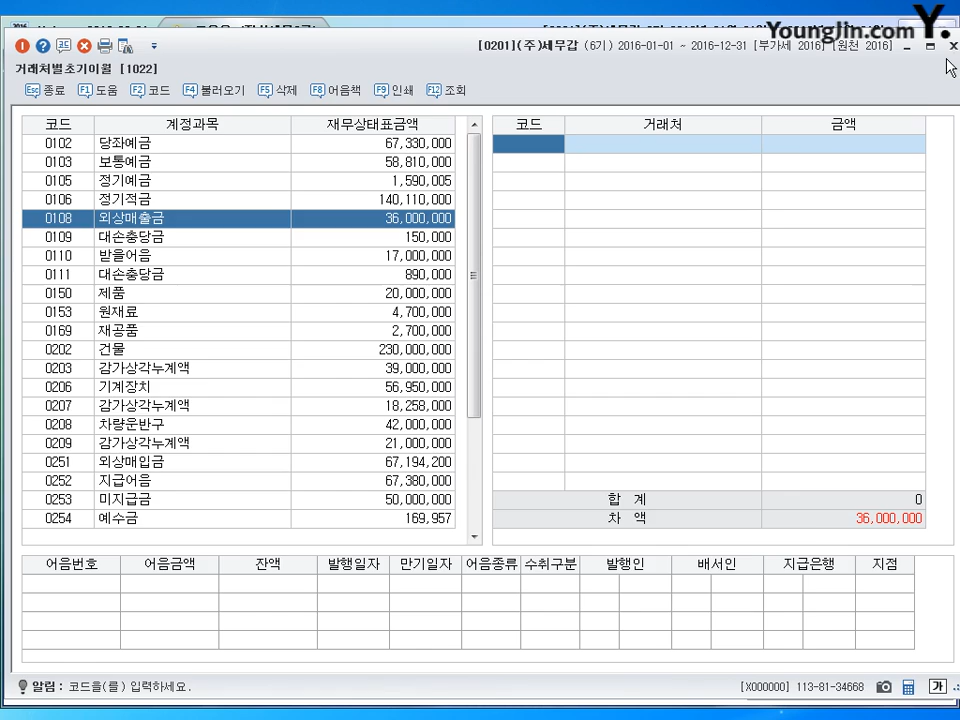 YoungJin.com Y.
[0201](주)세무갑 (6기) 2016-01-01 ~ 2016-12-31 [부가세 2016] [원천 2016]
거래처별초기이월 [1022]
Esc 종료 F1 도움 F2 코드 F4 불러오기 F5 삭제 F8 어음책 F9 인쇄 F12 조회
코드 계정과목 재무상태표금액
0102 당좌예금 67,330,000
0103 보통예금 58,810,000
0105 정기예금 1,590,005
0106 정기적금 140,110,000
0108 외상매출금 36,000,000
0109 대손충당금 150,000
0110 받을어음 17,000,000
0111 대손충당금 890,000
0150 제품 20,000,000
0153 원재료 4,700,000
0169 재공품 2,700,000
0202 건물 230,000,000
0203 감가상각누계액 39,000,000
0206 기계장치 56,950,000
0207 감가상각누계액 18,258,000
0208 차량운반구 42,000,000
0209 감가상각누계액 21,000,000
0251 외상매입금 67,194,200
0252 지급어음 67,380,000
0253 미지급금 50,000,000
0254 예수금 169,957
코드 거래처 금액
합 계 0
차 액 36,000,000
어음번호 어음금액 잔액 발행일자 만기일자 어음종류 수취구분 발행인 배서인 지급은행 지점
알림 : 코드을(를) 입력하세요.
[X000000] 113-81-34668 가